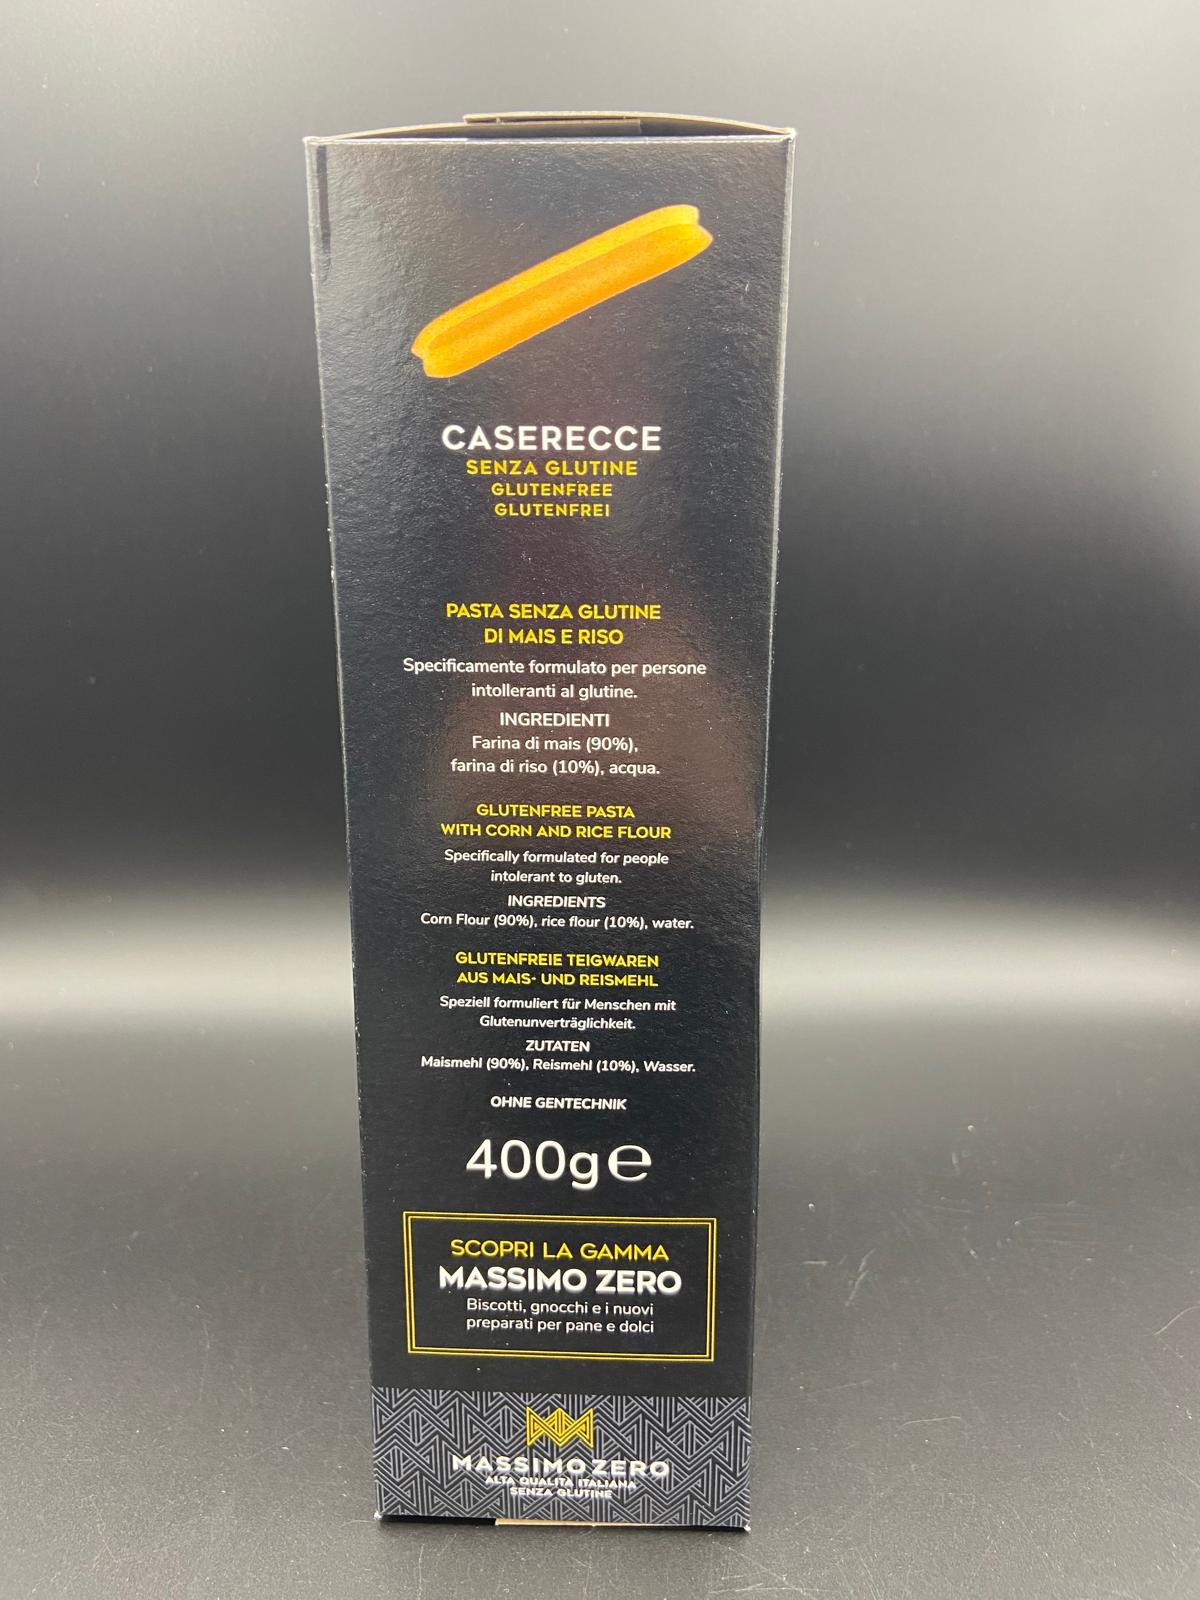 CASERECCE
SENZA GLUTINE
GLUTENFREE
GLUTENFREI
PASTA SENZA GLUTINE
DI MAIS E RISO
Specificamente formulato per persone
intolleranti al glutine.
INGREDIENTI
Farina di mais (90%),
farina di riso (10%), acqua.
GLUTENFREE PASTA
WITH CORN AND RICE FLOUR
Specifically formulated for people
intolerant to gluten.
INGREDIENTS
Corn Flour (90%), rice flour (10%), water.
GLUTENFREIE TEIGWAREN
AUS MAIS- UND REISMEHL
Speziell formuliert für Menschen mit
Glutenunverträglichkeit.
ZUTATEN
Maismehl (90%), Reismehl (10%), Wasser.
OHNE GENTECHNIK
400g ℮
SCOPRI LA GAMMA
MASSIMO ZERO
Biscotti, gnocchi e i nuovi
preparati per pane e dolci
MASSIMO ZERO
ALTA QUALITÀ ITALIANA
SENZA GLUTINE